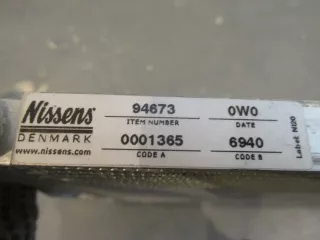 Nissens®
DENMARK
www.nissens.com
94673
ITEM NUMBER
0W0
DATE
0001365
CODE A
6940
CODE B
Label: N00